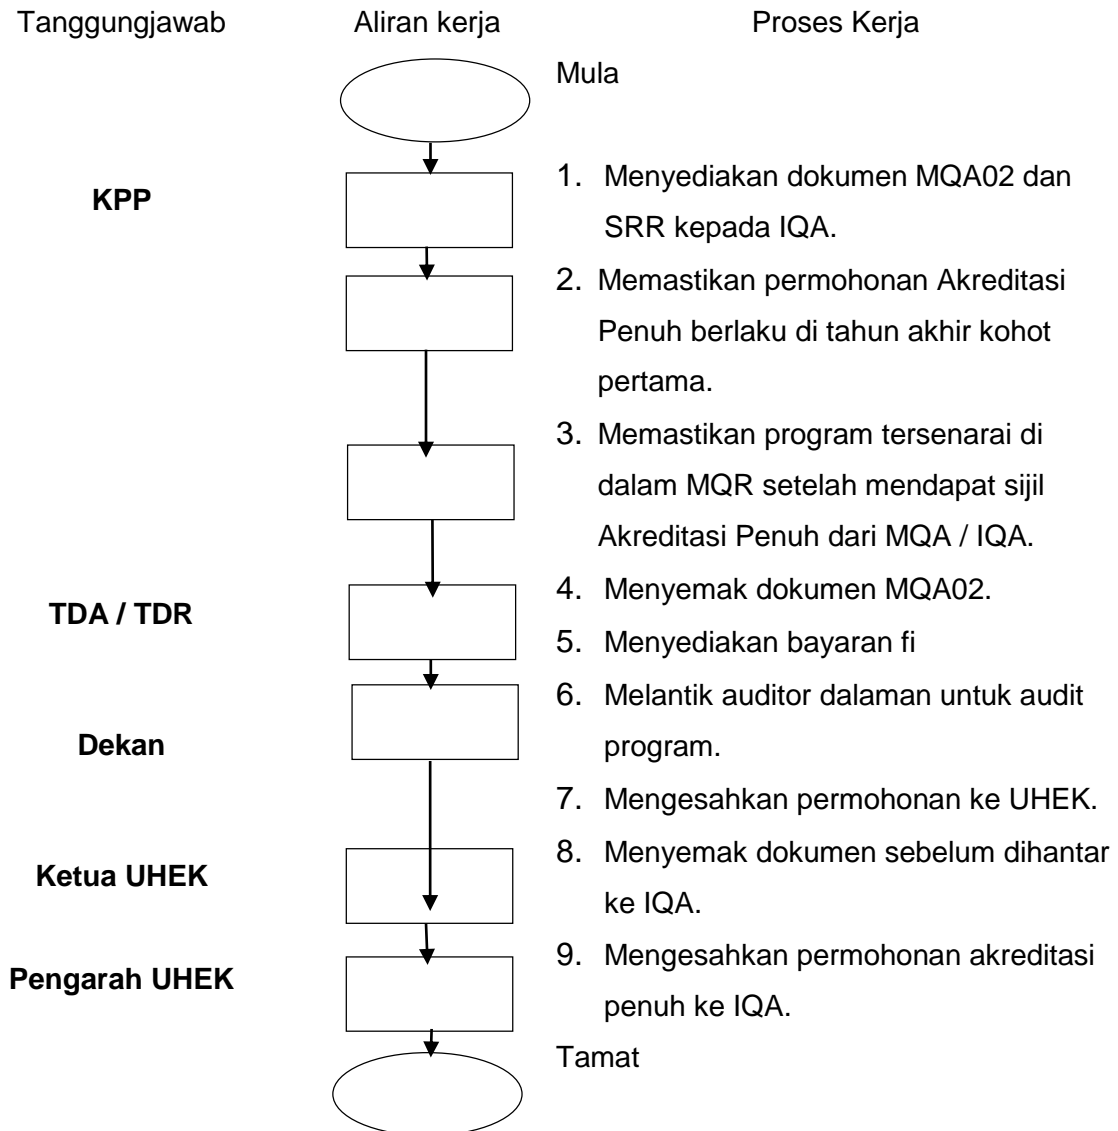 Tanggungjawab Aliran kerja Proses Kerja
Mula
KPP
1. Menyediakan dokumen MQA02 dan
SRR kepada IQA.
2. Memastikan permohonan Akreditasi
Penuh berlaku di tahun akhir kohot
pertama.
3. Memastikan program tersenarai di
dalam MQR setelah mendapat sijil
Akreditasi Penuh dari MQA / IQA.
TDA / TDR
4. Menyemak dokumen MQA02.
5. Menyediakan bayaran fi
Dekan
6. Melantik auditor dalaman untuk audit
program.
7. Mengesahkan permohonan ke UHEK.
Ketua UHEK
8. Menyemak dokumen sebelum dihantar
ke IQA.
Pengarah UHEK
9. Mengesahkan permohonan akreditasi
penuh ke IQA.
Tamat